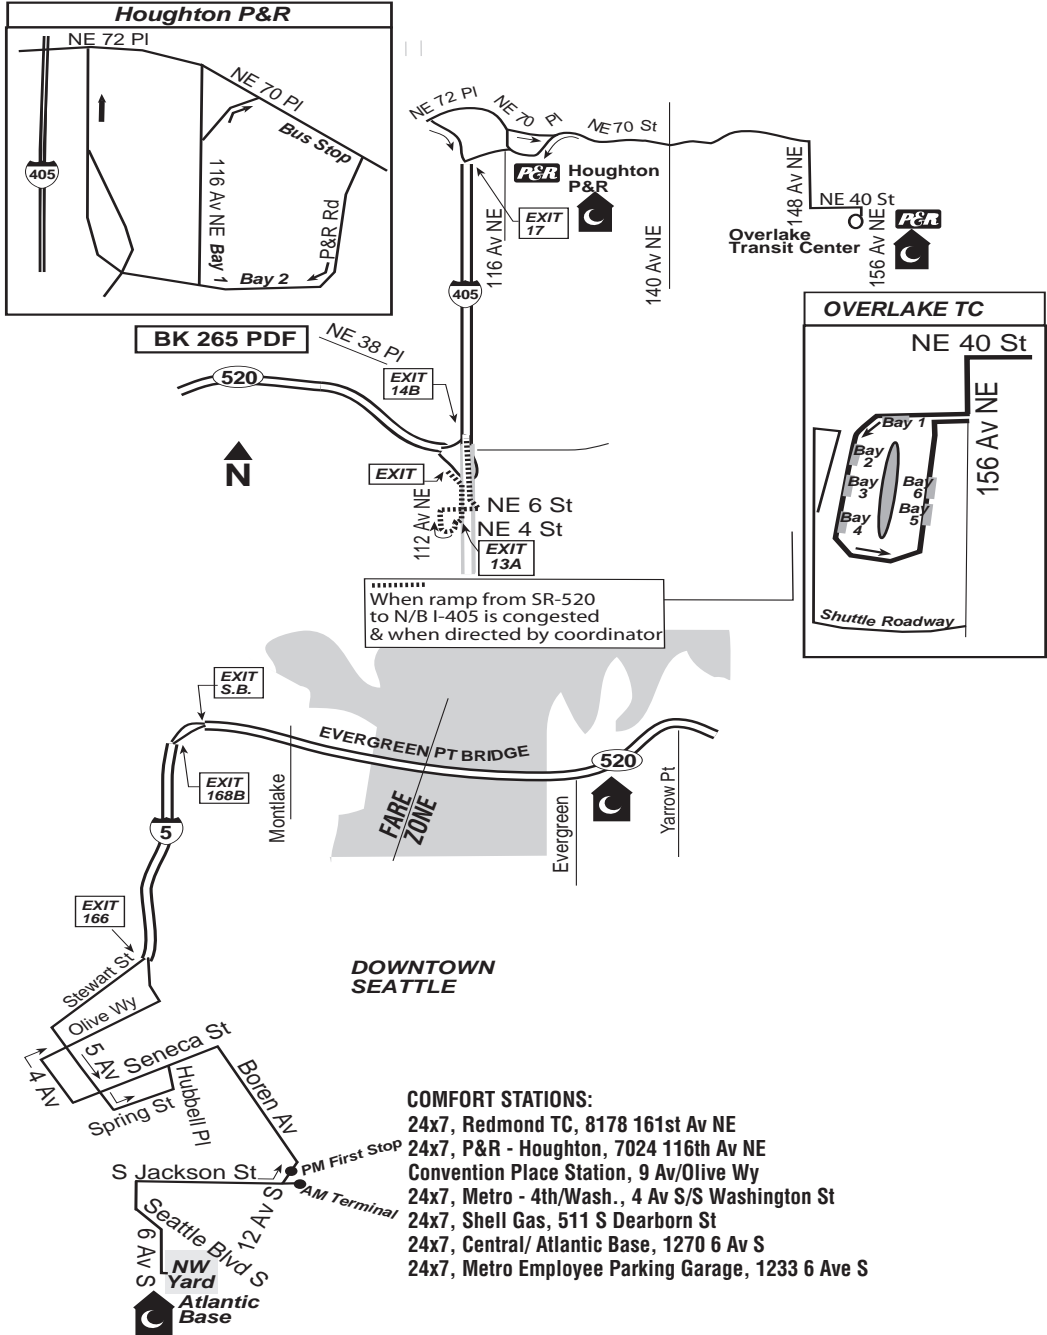 Houghton P&R
NE 72 Pl
NE 70 Pl
Bus Stop
405
116 Av NE
Bay 1
P&R Rd
Bay 2
NE 72 Pl
NE 70 Pl
NE 70 St
P&R
Houghton
P&R
EXIT
17
116 Av NE
140 Av NE
148 Av NE
NE 40 St
P&R
Overlake
Transit Center
156 Av NE
405
BK 265 PDF
NE 38 Pl
520
EXIT
14B
N
EXIT
112 Av NE
NE 6 St
NE 4 St
EXIT
13A
When ramp from SR-520
to N/B I-405 is congested
& when directed by coordinator
OVERLAKE TC
NE 40 St
156 Av NE
Bay 1
Bay
2
Bay
3
Bay
4
Bay
6
Bay
5
Shuttle Roadway
EXIT
S.B.
EVERGREEN PT BRIDGE
520
EXIT
168B
Montlake
FARE
ZONE
Evergreen
Yarrow Pt
5
EXIT
166
Stewart St
Olive Wy
DOWNTOWN
SEATTLE
5 Av
Seneca St
4 Av
Spring St
Hubbell Pl
Boren Av
PM First Stop
S Jackson St
AM Terminal
12 Av S
Seattle Blvd S
6 Av S
NW
Yard
Atlantic
Base
COMFORT STATIONS:
24x7, Redmond TC, 8178 161st Av NE
24x7, P&R - Houghton, 7024 116th Av NE
Convention Place Station, 9 Av/Olive Wy
24x7, Metro - 4th/Wash., 4 Av S/S Washington St
24x7, Shell Gas, 511 S Dearborn St
24x7, Central/ Atlantic Base, 1270 6 Av S
24x7, Metro Employee Parking Garage, 1233 6 Ave S